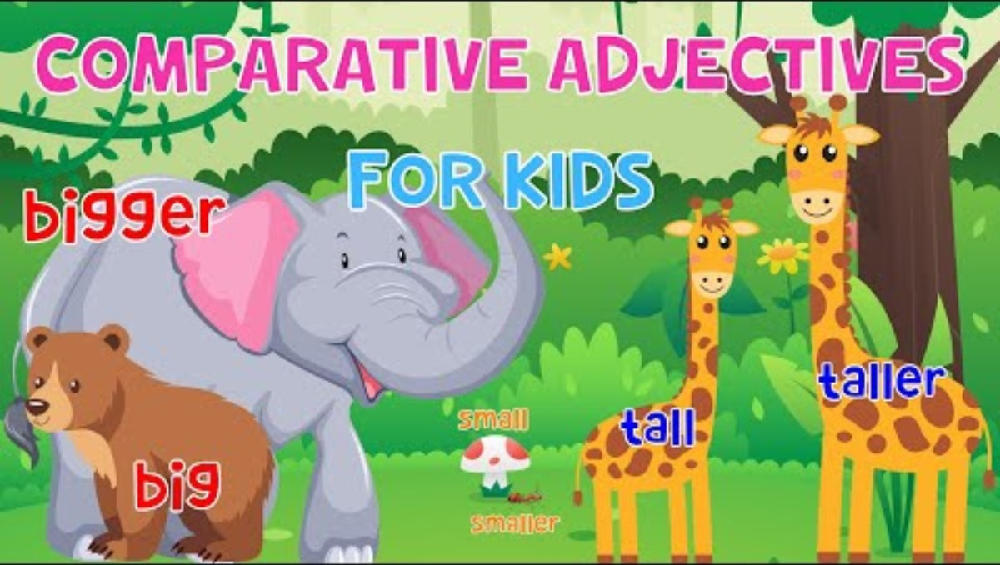 COMPARATIVE ADJECTIVES
FOR KIDS
bigger
big
small
smaller
tall
taller